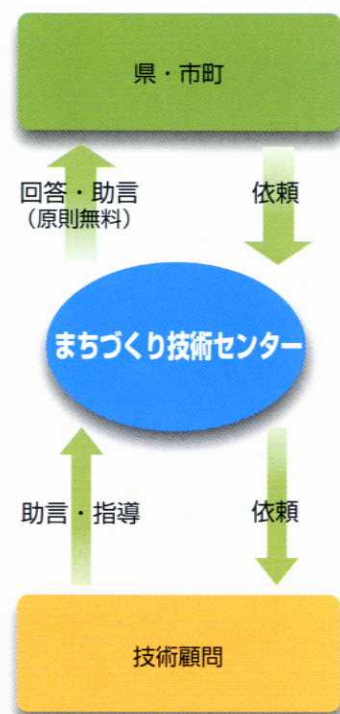 県・市町
回答・助言
（原則無料）
依頼
まちづくり技術センター
助言・指導
依頼
技術顧問